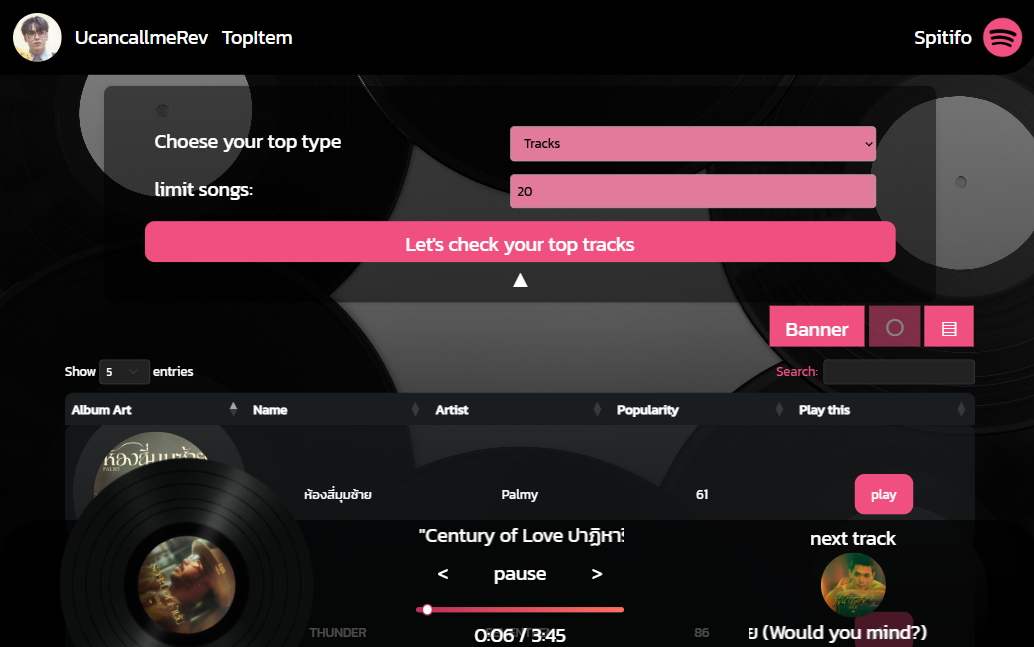 UcancallmeRev TopItem
Spitifo
Choese your top type
Tracks
limit songs:
20
Let's check your top tracks
Banner
Show 5 entries
Search:
Album Art Name Artist Popularity Play this
ห้องสี่มุมซ้าย
PALMY
ห้องสี่มุมซ้าย Palmy 61 play
"Century of Love ปาฏิหาริ
< pause >
0:06 / 3:45
next track
ย (Would you mind?)
THUNDER 86